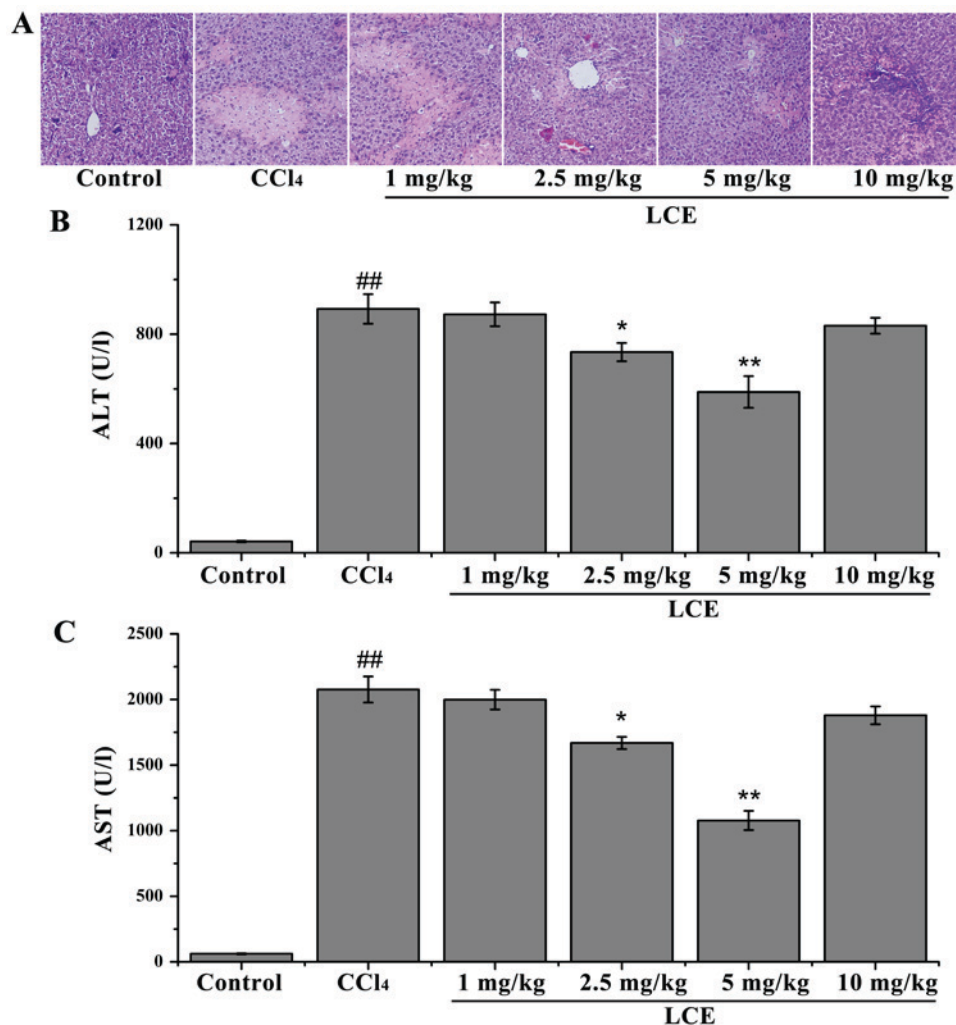 A
Control CCl4 1 mg/kg 2.5 mg/kg 5 mg/kg 10 mg/kg
LCE
B
1200
800
400
0
ALT (U/l)
##
*
**
Control CCl4 1 mg/kg 2.5 mg/kg 5 mg/kg 10 mg/kg
LCE
C
2500
2000
1500
1000
500
0
AST (U/l)
##
*
**
Control CCl4 1 mg/kg 2.5 mg/kg 5 mg/kg 10 mg/kg
LCE